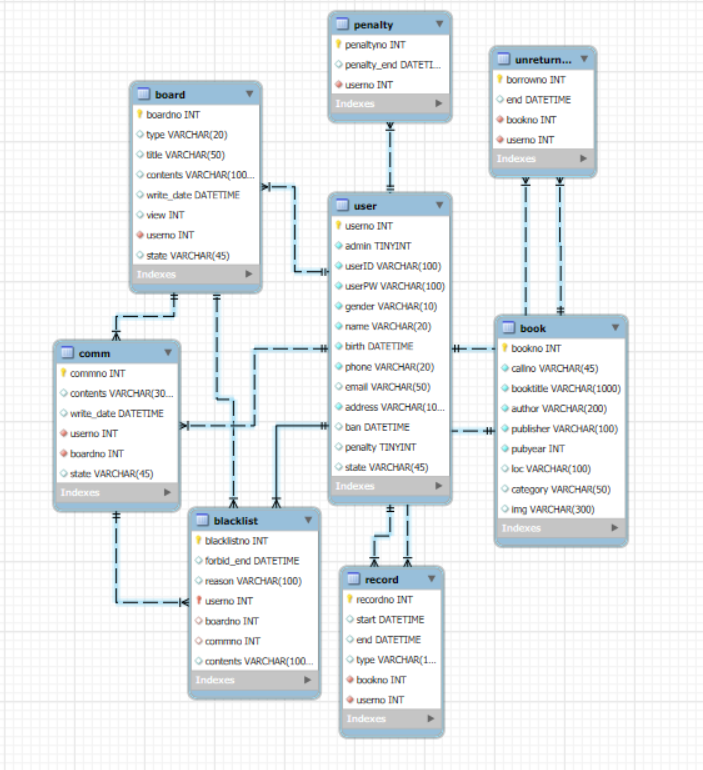 penalty
penaltyno INT
penalty_end DATETI...
userno INT
Indexes
unreturn...
borrowno INT
end DATETIME
bookno INT
userno INT
Indexes
board
boardno INT
type VARCHAR(20)
title VARCHAR(50)
contents VARCHAR(100...
write_date DATETIME
view INT
userno INT
state VARCHAR(45)
Indexes
user
userno INT
admin TINYINT
userID VARCHAR(100)
userPW VARCHAR(100)
gender VARCHAR(10)
name VARCHAR(20)
birth DATETIME
phone VARCHAR(20)
email VARCHAR(50)
address VARCHAR(10...
ban DATETIME
penalty TINYINT
state VARCHAR(45)
Indexes
book
bookno INT
callno VARCHAR(45)
booktitle VARCHAR(1000)
author VARCHAR(200)
publisher VARCHAR(100)
pubyear INT
loc VARCHAR(100)
category VARCHAR(50)
img VARCHAR(300)
Indexes
comm
commno INT
contents VARCHAR(30...
write_date DATETIME
userno INT
boardno INT
state VARCHAR(45)
Indexes
blacklist
blacklistno INT
forbid_end DATETIME
reason VARCHAR(100)
userno INT
boardno INT
commno INT
contents VARCHAR(100...
Indexes
record
recordno INT
start DATETIME
end DATETIME
type VARCHAR(1...
bookno INT
userno INT
Indexes